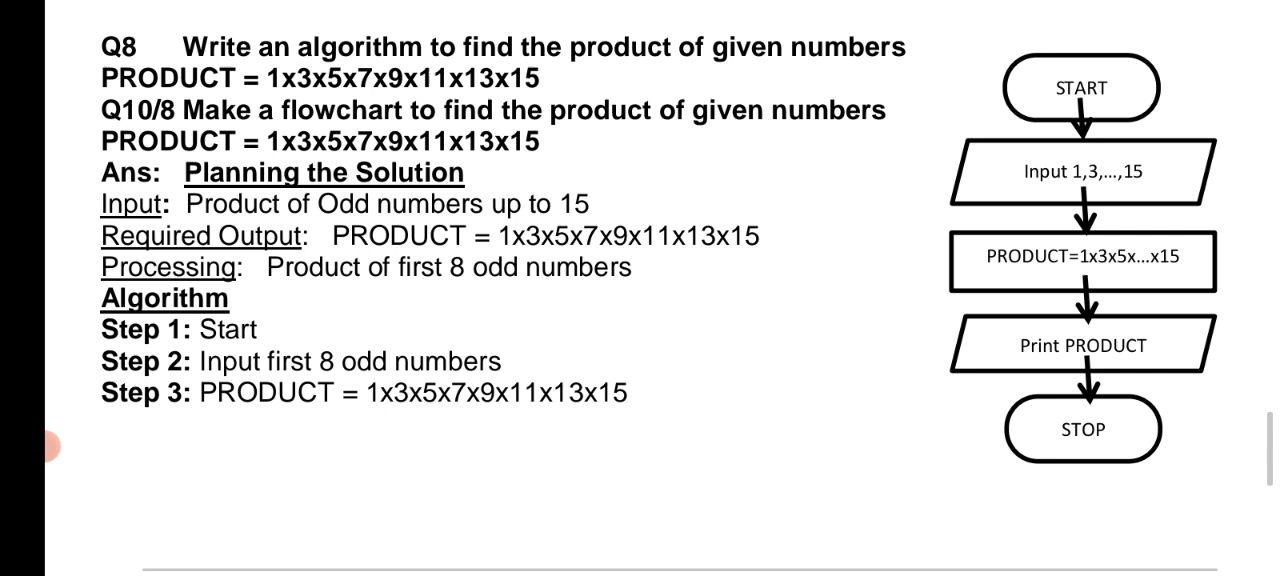 Q8 Write an algorithm to find the product of given numbers
PRODUCT = 1x3x5x7x9x11x13x15
Q10/8 Make a flowchart to find the product of given numbers
PRODUCT = 1x3x5x7x9x11x13x15
Ans: Planning the Solution
Input: Product of Odd numbers up to 15
Required Output: PRODUCT = 1x3x5x7x9x11x13x15
Processing: Product of first 8 odd numbers
Algorithm
Step 1: Start
Step 2: Input first 8 odd numbers
Step 3: PRODUCT = 1x3x5x7x9x11x13x15
START
Input 1,3,...,15
PRODUCT=1x3x5x...x15
Print PRODUCT
STOP